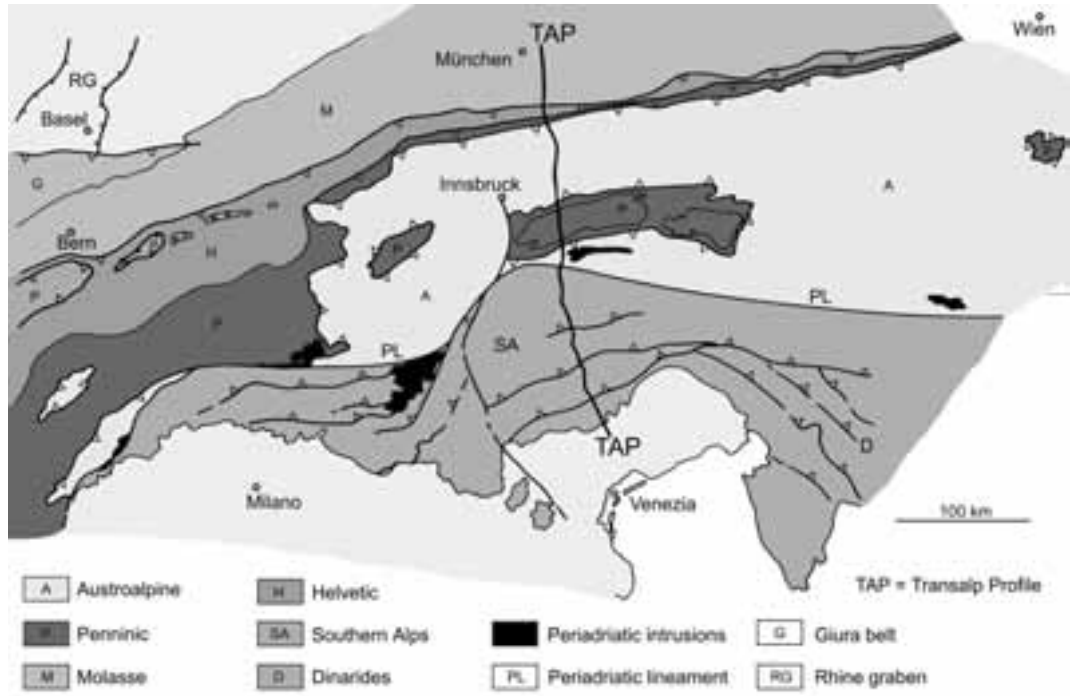 TAP
Wien
München
RG
Basel
M
G
Innsbruck
A
H
Bern
P
H
P
A
P
P
PL
PL
SA
TAP
D
Milano
Venezia
100 km
A Austroalpine
H Helvetic
TAP = Transalp Profile
P Penninic
SA Southern Alps
Periadriatic intrusions
G Giura belt
M Molasse
D Dinarides
PL Periadriatic lineament
RG Rhine graben